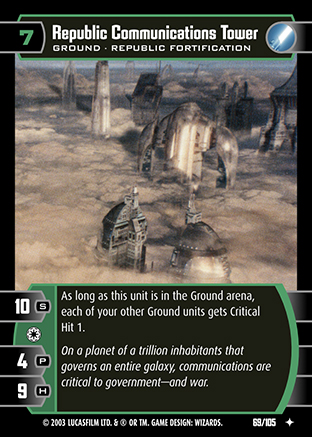 7 Republic Communications Tower
GROUND · REPUBLIC FORTIFICATION
10 S
As long as this unit is in the Ground arena,
each of your other Ground units gets Critical
Hit 1.
4 P
9 H
On a planet of a trillion inhabitants that
governs an entire galaxy, communications are
critical to government—and war.
© 2003 LUCASFILM LTD. & ® OR TM. GAME DESIGN: WIZARDS. 69/105